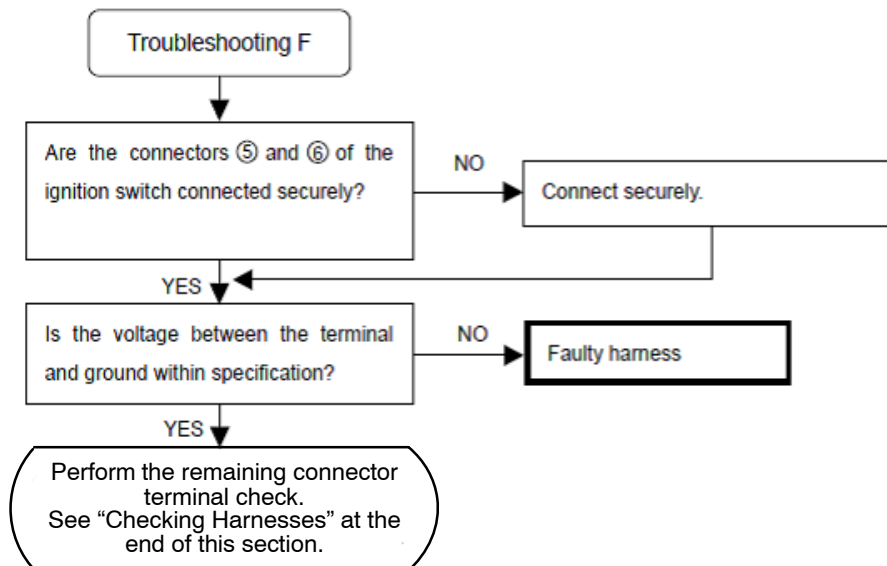 Troubleshooting F
Are the connectors ⑤ and ⑥ of the
ignition switch connected securely?
NO
Connect securely.
YES
Is the voltage between the terminal
and ground within specification?
NO
Faulty harness
YES
Perform the remaining connector
terminal check.
See “Checking Harnesses” at the
end of this section.